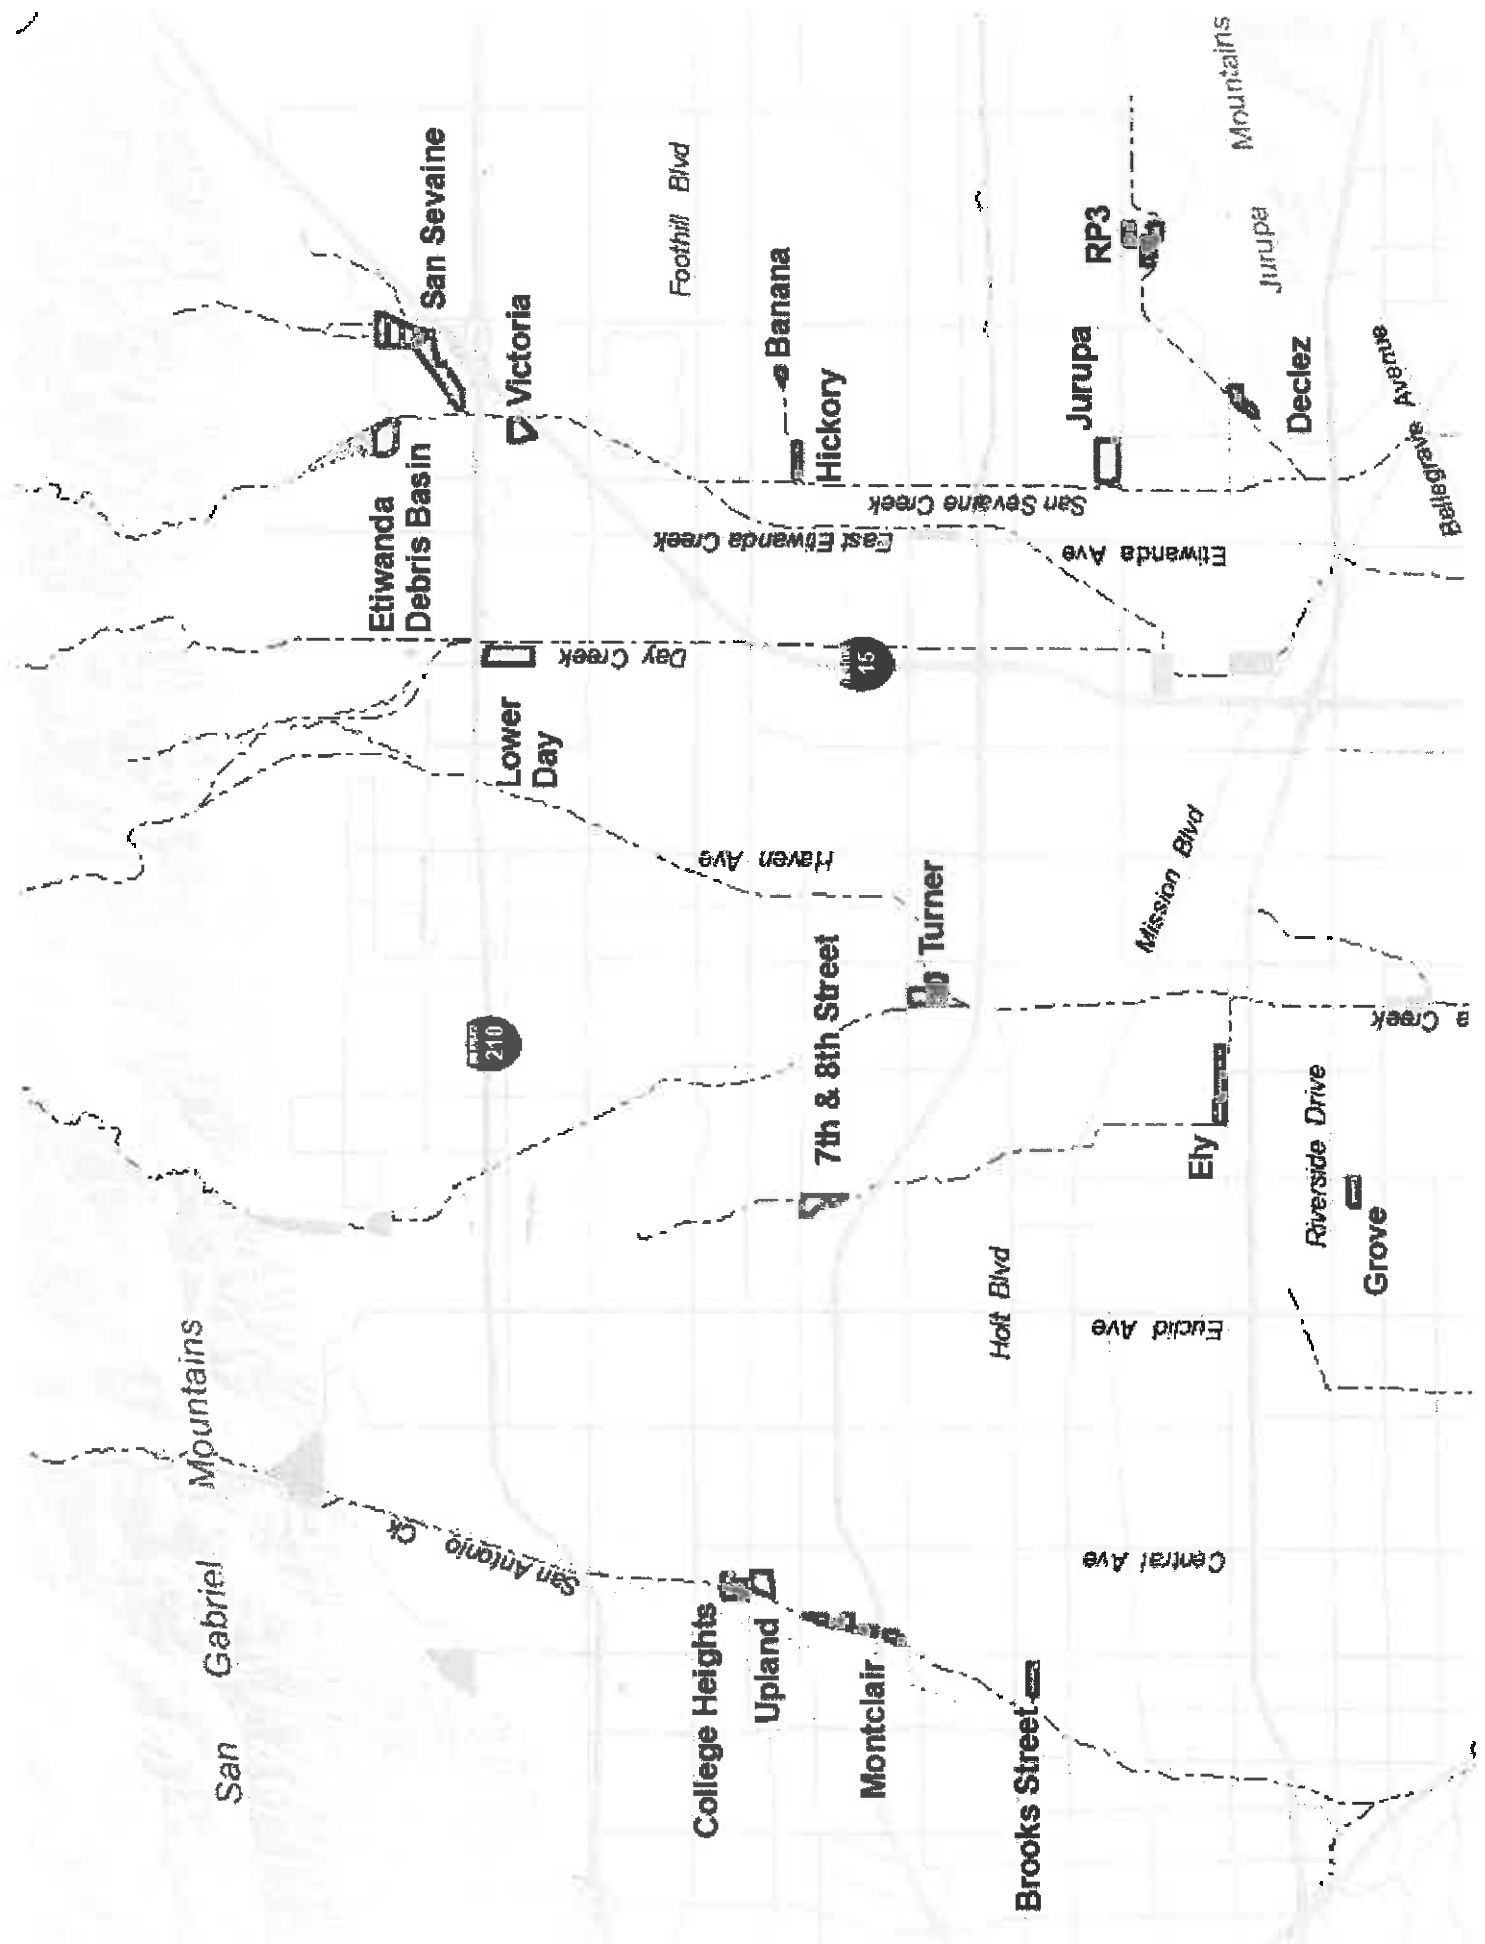 San Gabriel Mountains
San Antonio Ck
College Heights
Upland
Montclair
Brooks Street
Central Ave
Euclid Ave
Holt Blvd
Grove
Riverside Drive
Ely
7th & 8th Street
210
Turner
Haven Ave
Mission Blvd
Creek
Lower
Day
Day Creek
15
Etiwanda
Debris Basin
East Etiwanda Creek
Etiwanda Ave
San Sevaine Creek
San Sevaine
Victoria
Foothill Blvd
Banana
Hickory
Jurupa
RP3
Declez
Jurupa Mountains
Bellegrave Avenue